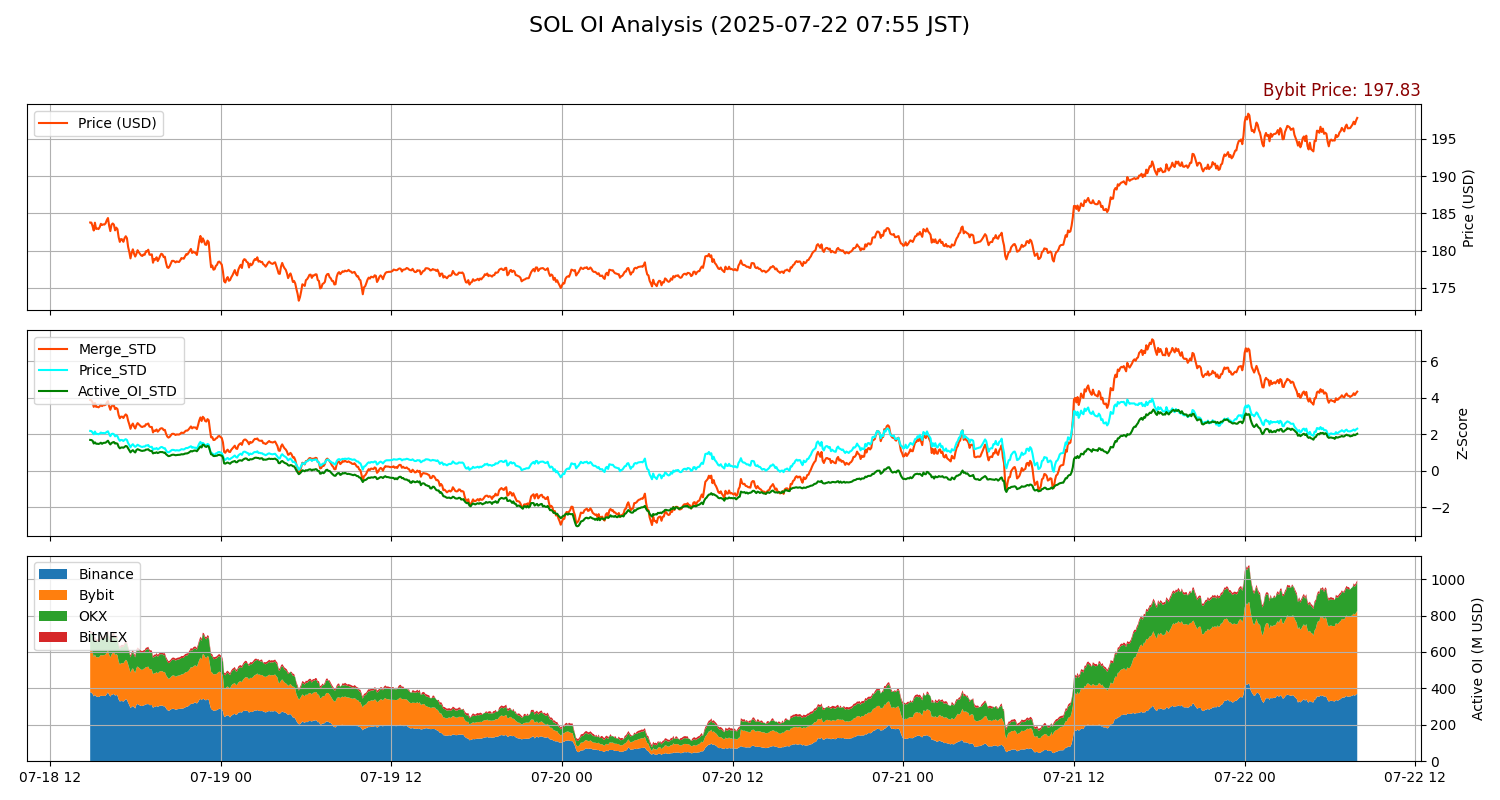 SOL OI Analysis (2025-07-22 07:55 JST)
Bybit Price: 197.83
Price (USD)
195
190
185
180
175
Price (USD)
Merge_STD
Price_STD
Active_OI_STD
6
4
2
0
−2
Z-Score
Binance
Bybit
OKX
BitMEX
1000
800
600
400
200
0
Active OI (M USD)
07-18 12
07-19 00
07-19 12
07-20 00
07-20 12
07-21 00
07-21 12
07-22 00
07-22 12